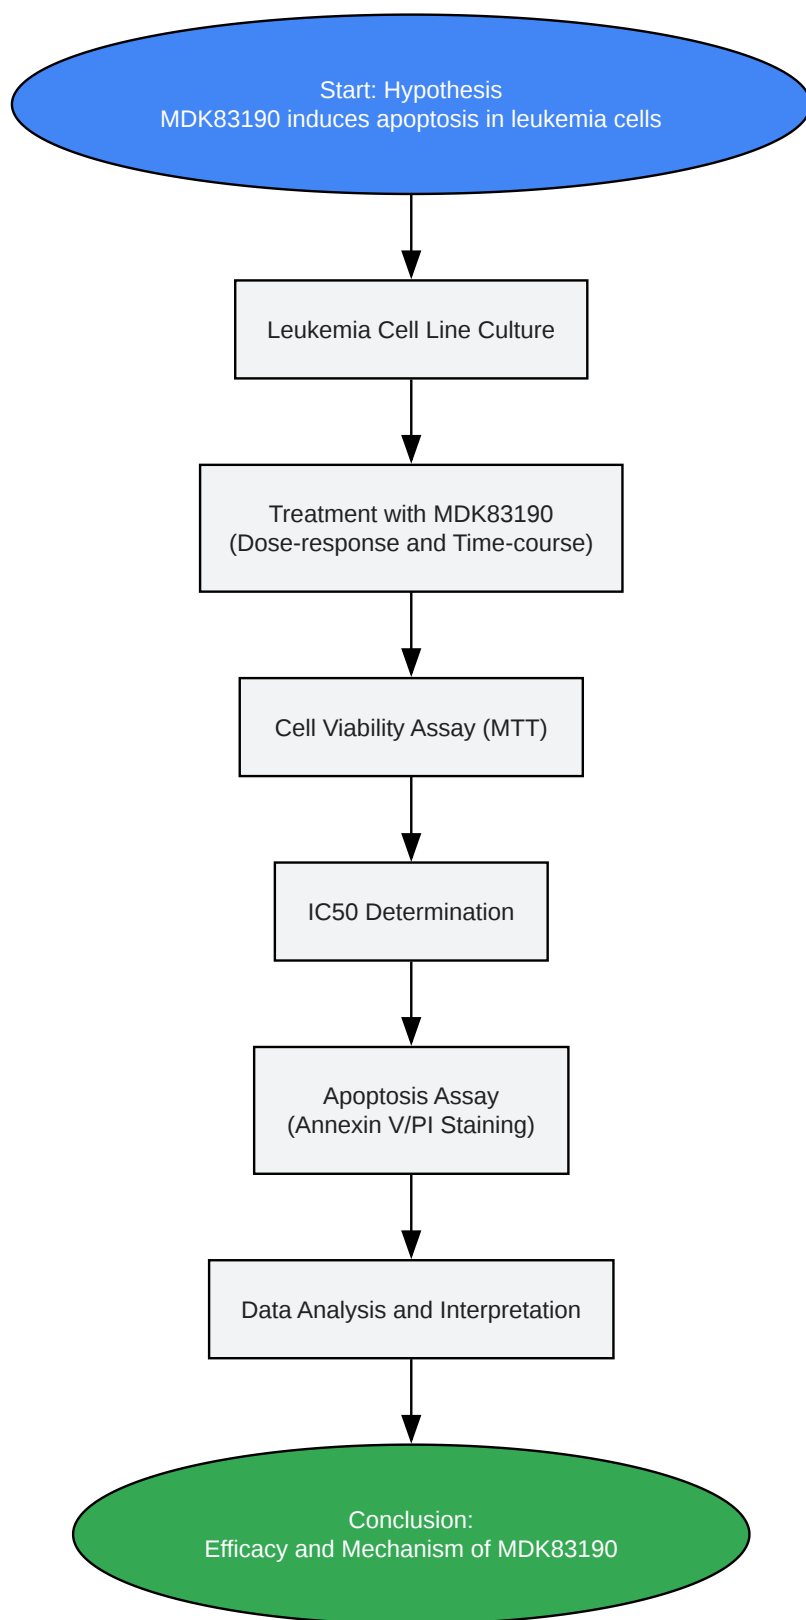 Start: Hypothesis
MDK83190 induces apoptosis in leukemia cells
Leukemia Cell Line Culture
Treatment with MDK83190
(Dose-response and Time-course)
Cell Viability Assay (MTT)
IC50 Determination
Apoptosis Assay
(Annexin V/PI Staining)
Data Analysis and Interpretation
Conclusion:
Efficacy and Mechanism of MDK83190